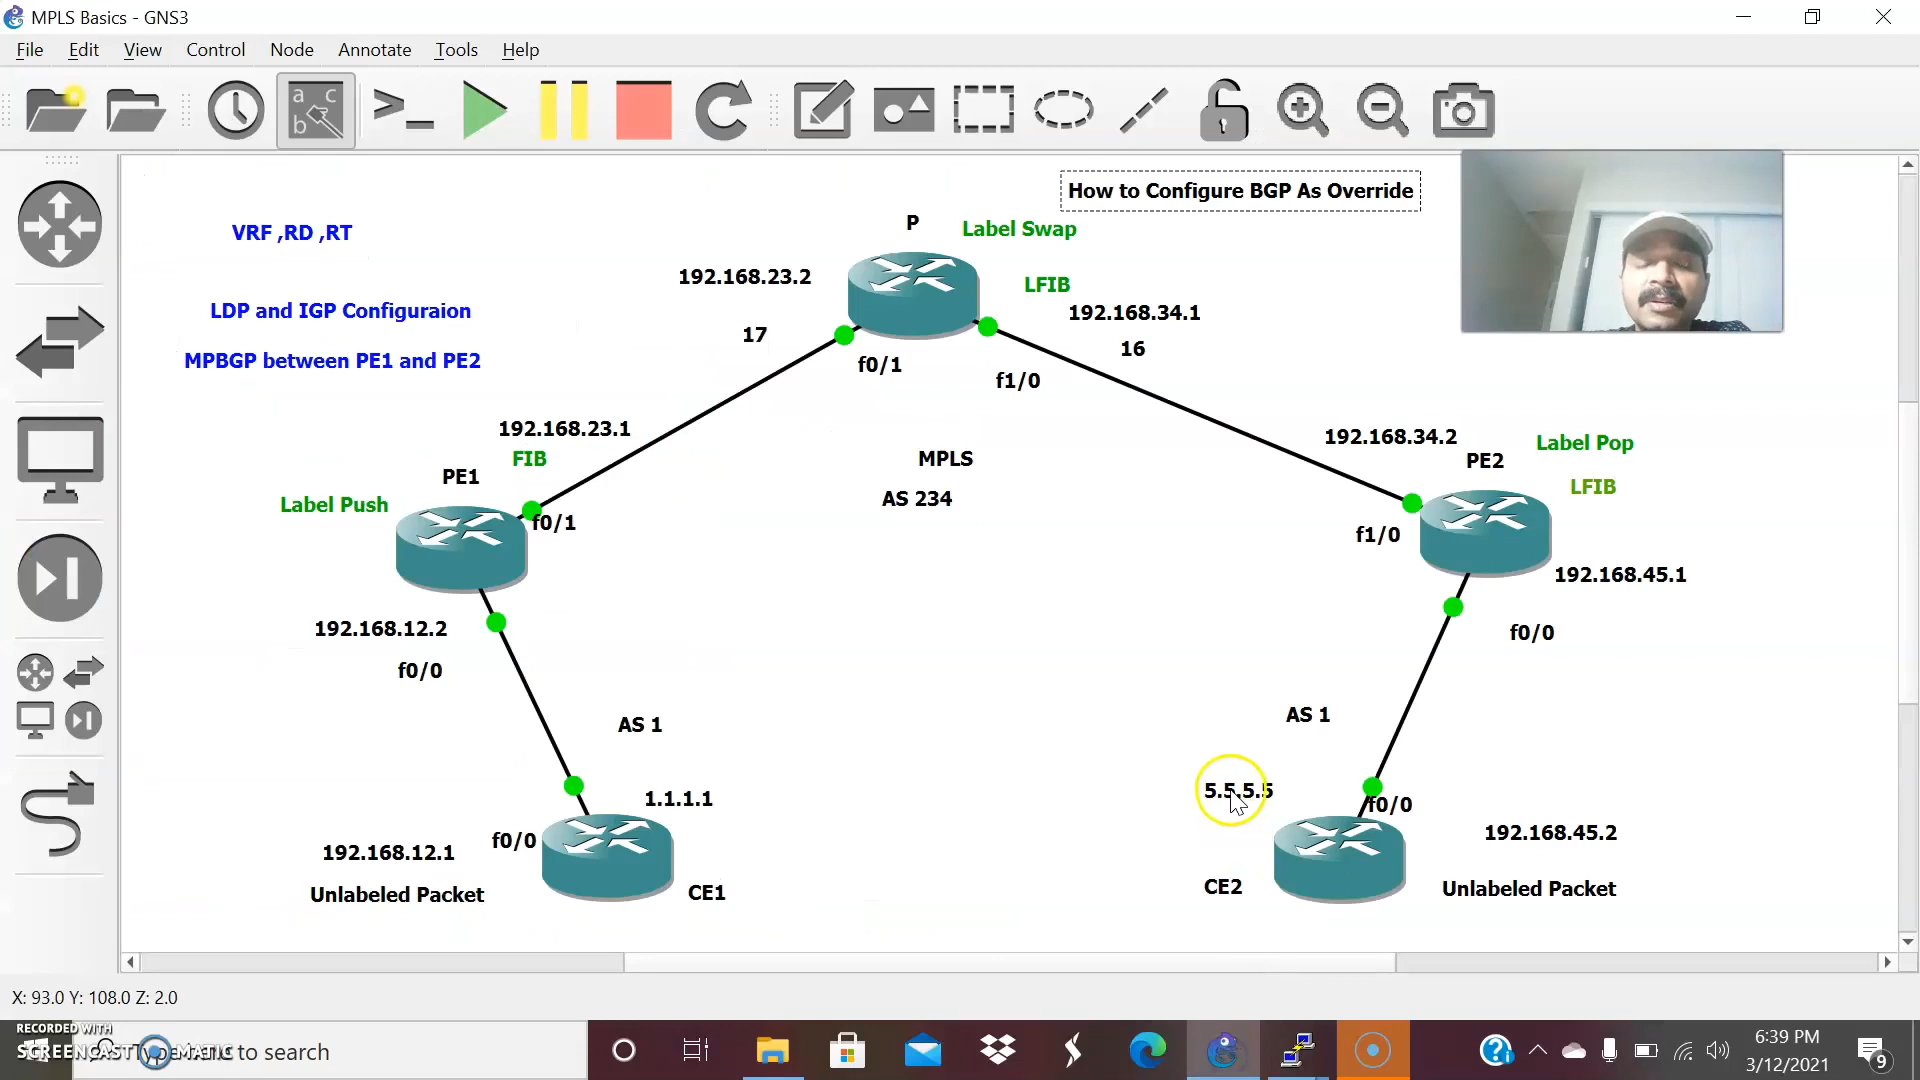 MPLS Basics - GNS3
File Edit View Control Node Annotate Tools Help
How to Configure BGP As Override
P
Label Swap
VRF ,RD ,RT
192.168.23.2
LFIB
LDP and IGP Configuraion
192.168.34.1
17
16
MPBGP between PE1 and PE2
f0/1
f1/0
192.168.23.1
192.168.34.2
Label Pop
FIB
MPLS
PE2
PE1
LFIB
AS 234
Label Push
f0/1
f1/0
192.168.45.1
192.168.12.2
f0/0
f0/0
AS 1
AS 1
5.5.5.5
1.1.1.1
f0/0
f0/0
192.168.45.2
192.168.12.1
CE2
Unlabeled Packet
Unlabeled Packet
CE1
X: 93.0 Y: 108.0 Z: 2.0
RECORDED WITH
SCREENCAST MATIC
Type here to search
6:39 PM
3/12/2021
9